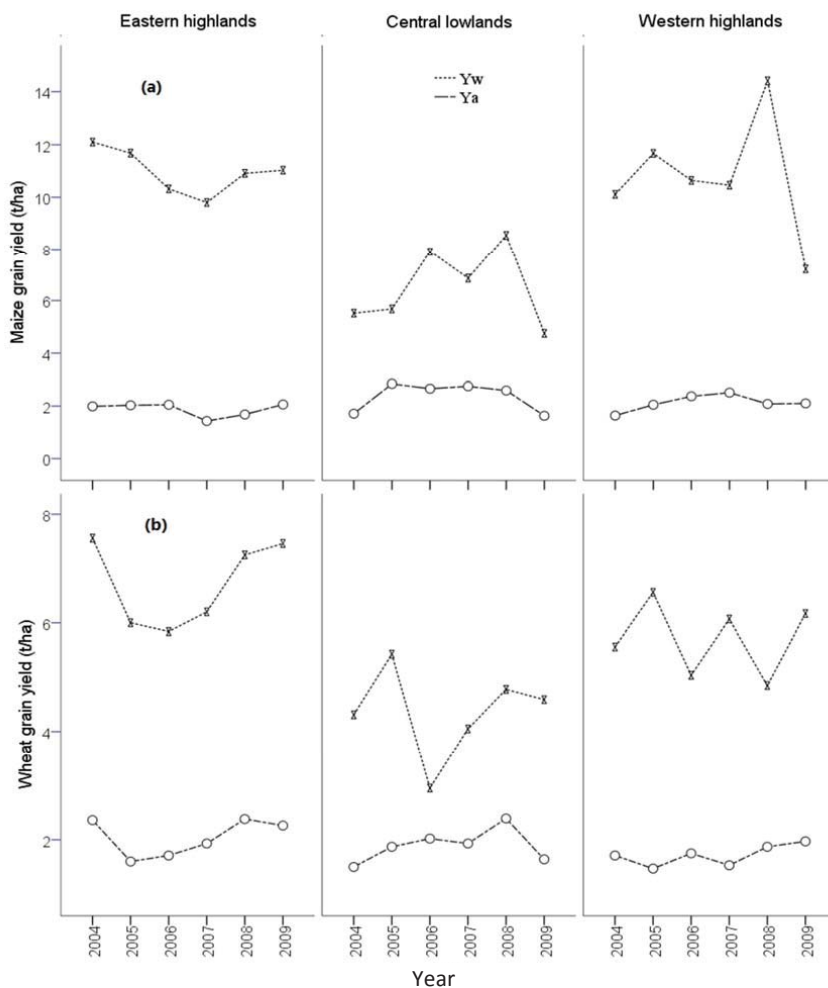 Eastern highlands
Central lowlands
Western highlands
(a)
Yw
Ya
Maize grain yield (t/ha)
14
12
10
8
6
4
2
0
(b)
Wheat grain yield (t/ha)
8
6
4
2
2004 2005 2006 2007 2008 2009
2004 2005 2006 2007 2008 2009
2004 2005 2006 2007 2008 2009
Year